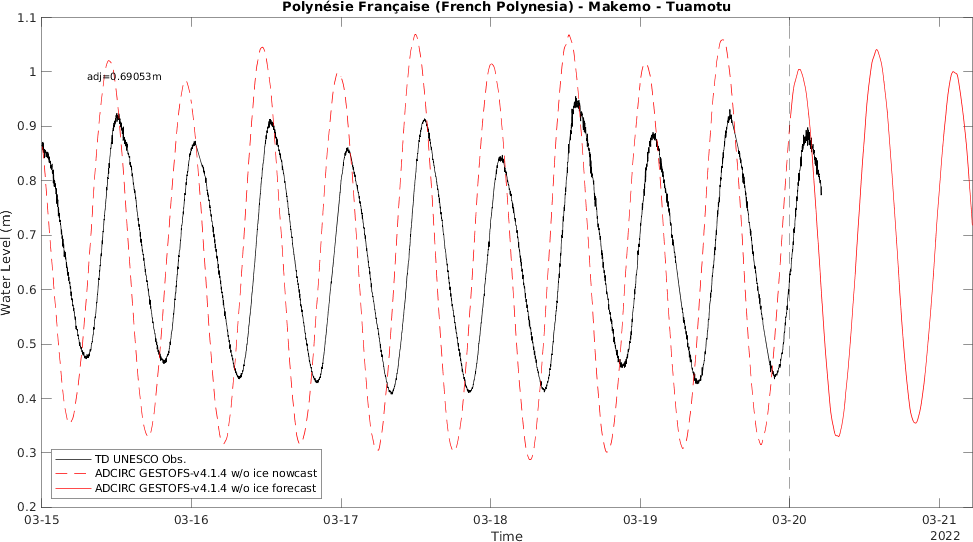 Polynésie Française (French Polynesia) - Makemo - Tuamotu
1.1
1
0.9
0.8
0.7
0.6
0.5
0.4
0.3
0.2
Water Level (m)
adj=0.69053m
TD UNESCO Obs.
ADCIRC GESTOFS-v4.1.4 w/o ice nowcast
ADCIRC GESTOFS-v4.1.4 w/o ice forecast
03-15 03-16 03-17 03-18 03-19 03-20 03-21
Time
2022